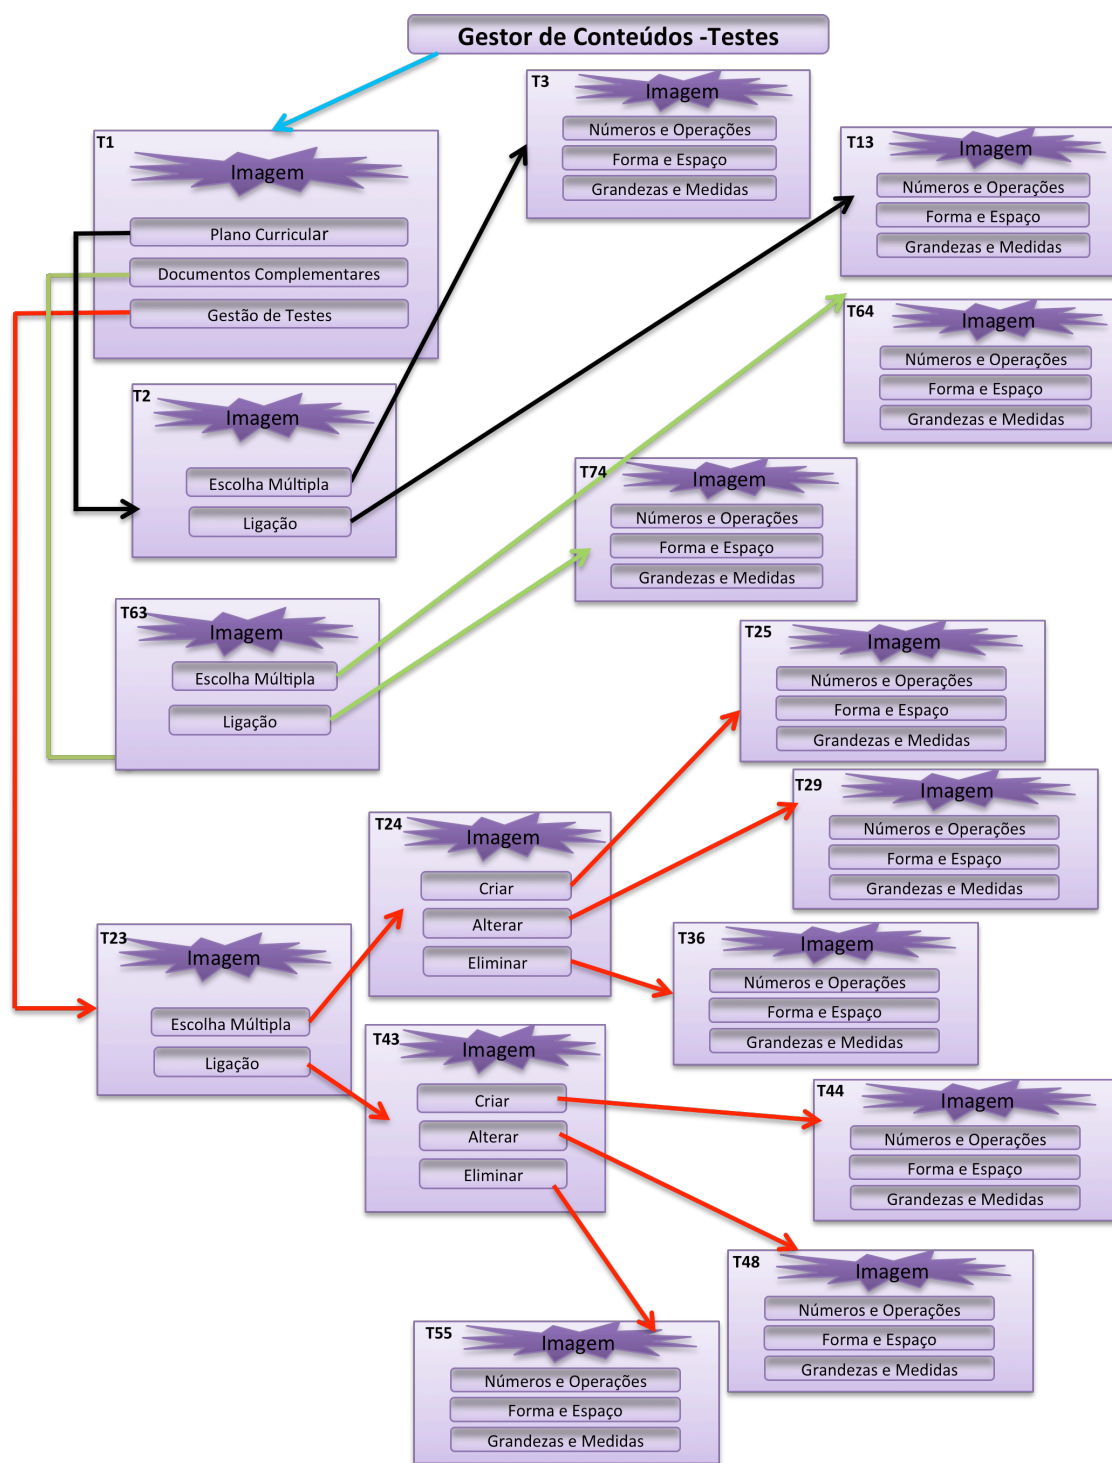 Gestor de Conteúdos -Testes
T1
Imagem
Plano Curricular
Documentos Complementares
Gestão de Testes
T3
Imagem
Números e Operações
Forma e Espaço
Grandezas e Medidas
T13
Imagem
Números e Operações
Forma e Espaço
Grandezas e Medidas
T2
Imagem
Escolha Múltipla
Ligação
T64
Imagem
Números e Operações
Forma e Espaço
Grandezas e Medidas
T74
Imagem
Números e Operações
Forma e Espaço
Grandezas e Medidas
T63
Imagem
Escolha Múltipla
Ligação
T25
Imagem
Números e Operações
Forma e Espaço
Grandezas e Medidas
T29
Imagem
Números e Operações
Forma e Espaço
Grandezas e Medidas
T24
Imagem
Criar
Alterar
Eliminar
T23
Imagem
Escolha Múltipla
Ligação
T36
Imagem
Números e Operações
Forma e Espaço
Grandezas e Medidas
T43
Imagem
Criar
Alterar
Eliminar
T44
Imagem
Números e Operações
Forma e Espaço
Grandezas e Medidas
T48
Imagem
Números e Operações
Forma e Espaço
Grandezas e Medidas
T55
Imagem
Números e Operações
Forma e Espaço
Grandezas e Medidas